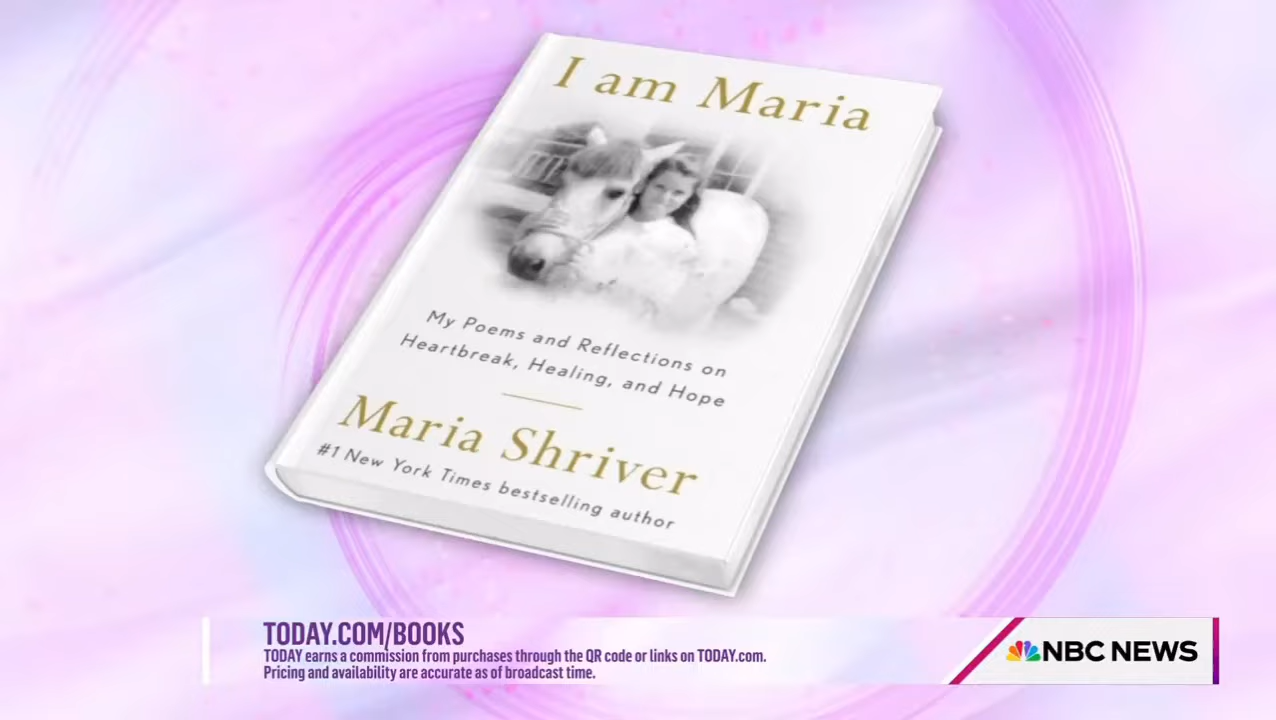 I am Maria
My Poems and Reflections on
Heartbreak, Healing, and Hope
Maria Shriver
#1 New York Times bestselling author
TODAY.COM/BOOKS
TODAY earns a commission from purchases through the QR code or links on TODAY.com.
Pricing and availability are accurate as of broadcast time.
NBC NEWS